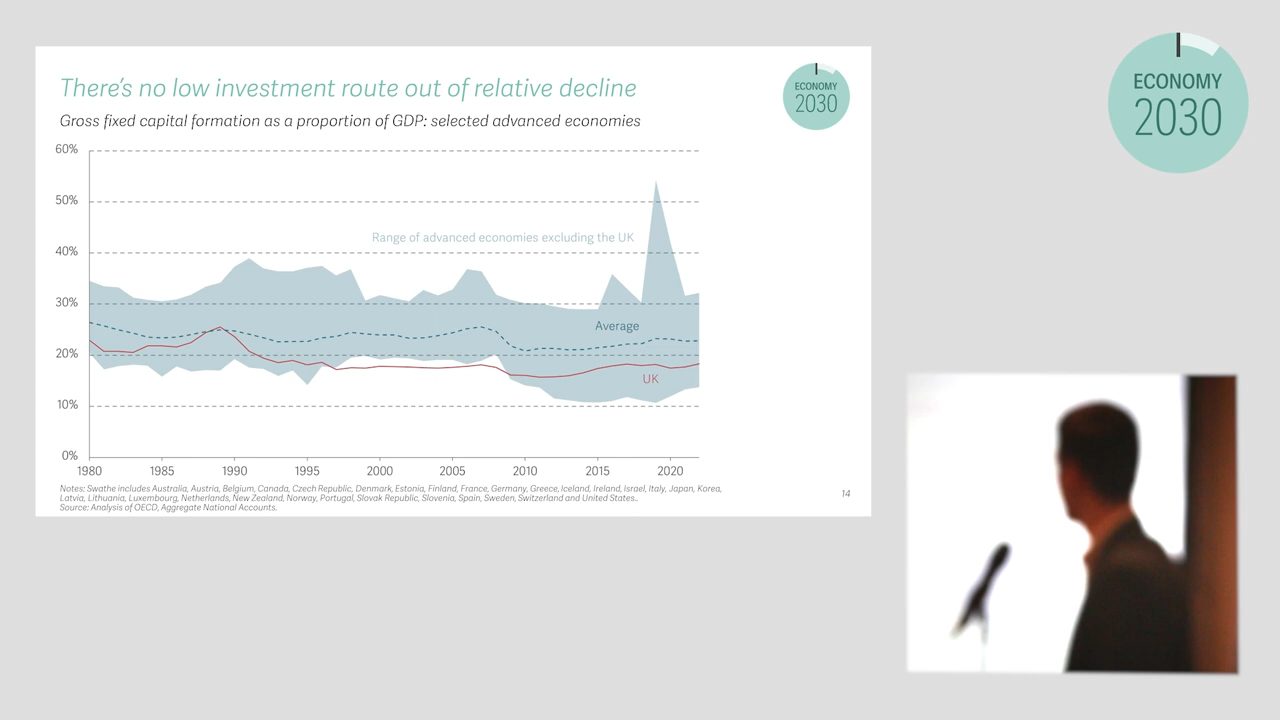 There's no low investment route out of relative decline
Gross fixed capital formation as a proportion of GDP: selected advanced economies
ECONOMY
2030
ECONOMY
2030
60%
50%
40%
30%
20%
10%
0%
Range of advanced economies excluding the UK
Average
UK
1980 1985 1990 1995 2000 2005 2010 2015 2020
Notes: Swathe includes Australia, Austria, Belgium, Canada, Czech Republic, Denmark, Estonia, Finland, France, Germany, Greece, Iceland, Ireland, Israel, Italy, Japan, Korea,
Latvia, Lithuania, Luxembourg, Netherlands, New Zealand, Norway, Portugal, Slovak Republic, Slovenia, Spain, Sweden, Switzerland and United States..
Source: Analysis of OECD, Aggregate National Accounts.
14